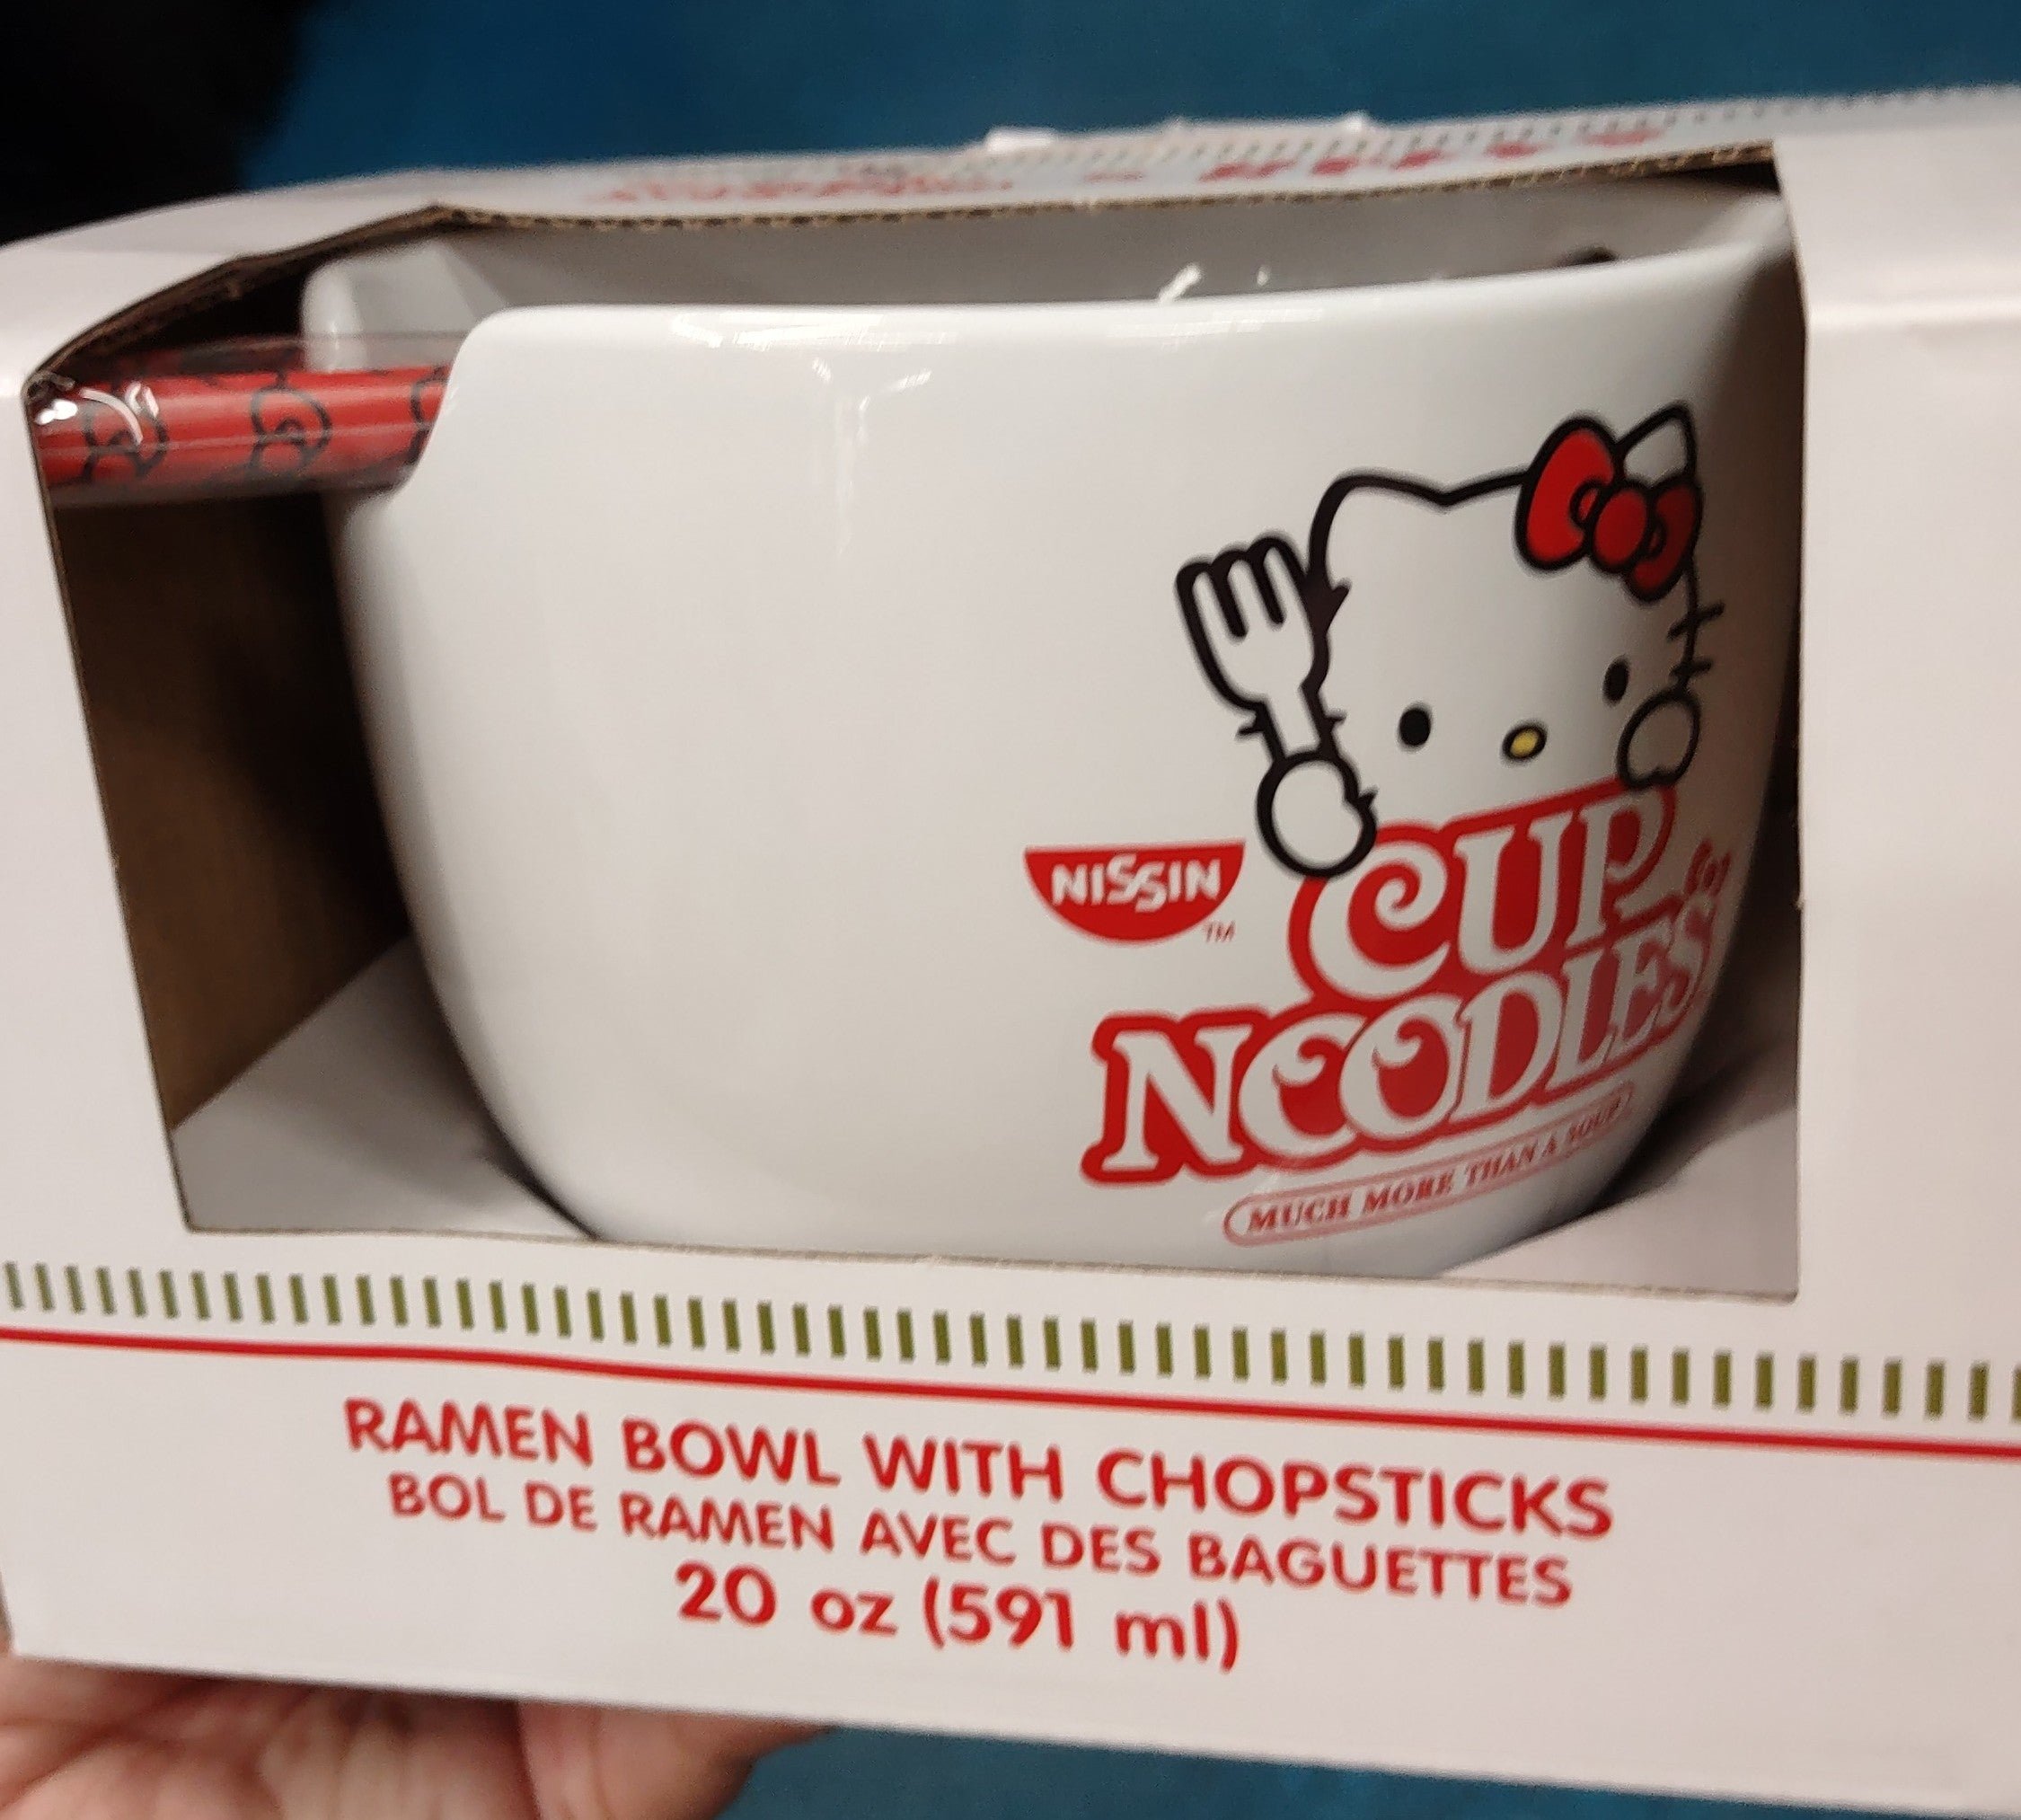 NISSIN
TM
CUP
NOODLES
MUCH MORE THAN A SOUP
RAMEN BOWL WITH CHOPSTICKS
BOL DE RAMEN AVEC DES BAGUETTES
20 oz (591 ml)